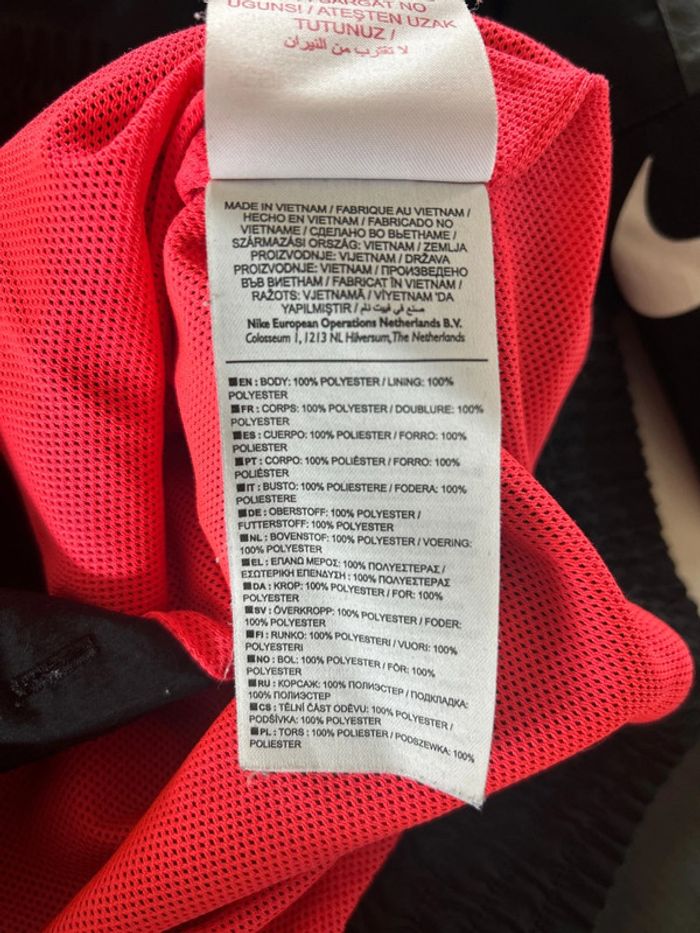 SARGAT NO
UGUNS! / ATEŞTEN UZAK
TUTUNUZ /
لا تقترب من النيران
MADE IN VIETNAM / FABRIQUE AU VIETNAM /
HECHO EN VIETNAM / FABRICADO NO
VIETNAME / СДЕЛАНО ВО ВЬЕТНАМЕ /
SZÁRMAZÁSI ORSZÁG: VIETNAM / ZEMLJA
PROIZVODNJE: VIJETNAM / DRŽAVA
PROIZVODNJE: VIETNAM / ПРОИЗВЕДЕНО
ВЪВ ВИЕТНАМ / FABRICAT ÎN VIETNAM /
RAŽOTS: VJETNAMĀ / VİYETNAM 'DA
YAPILMIŞTIR / صنع في فييت نام
Nike European Operations Netherlands B.V.
Colosseum 1, 1213 NL Hilversum, The Netherlands
EN : BODY: 100% POLYESTER / LINING: 100%
POLYESTER
FR : CORPS: 100% POLYESTER / DOUBLURE: 100%
POLYESTER
ES : CUERPO: 100% POLIESTER / FORRO: 100%
POLIESTER
PT : CORPO: 100% POLIÉSTER / FORRO: 100%
POLIÉSTER
IT : BUSTO: 100% POLIESTERE / FODERA: 100%
POLIESTERE
DE : OBERSTOFF: 100% POLYESTER /
FUTTERSTOFF: 100% POLYESTER
NL : BOVENSTOF: 100% POLYESTER / VOERING:
100% POLYESTER
EL : ΕΠΑΝΩ ΜΕΡΟΣ: 100% ΠΟΛΥΕΣΤΕΡΑΣ /
ΕΣΩΤΕΡΙΚΗ ΕΠΕΝΔΥΣΗ : 100% ΠΟΛΥΕΣΤΕΡΑΣ
DA : KROP: 100% POLYESTER / FOR: 100%
POLYESTER
SV : ÖVERKROPP: 100% POLYESTER / FODER:
100% POLYESTER
FI : RUNKO: 100% POLYESTERI / VUORI: 100%
POLYESTERI
NO : BOL: 100% POLYESTER / FÔR: 100%
POLYESTER
RU : КОРСАЖ: 100% ПОЛИЭСТЕР / ПОДКЛАДКА:
100% ПОЛИЭСТЕР
CS : TĚLNÍ ČÁST ODĚVU: 100% POLYESTER /
PODŠÍVKA: 100% POLYESTER
PL : TORS : 100% POLIESTER / PODSZEWKA: 100%
POLIESTER